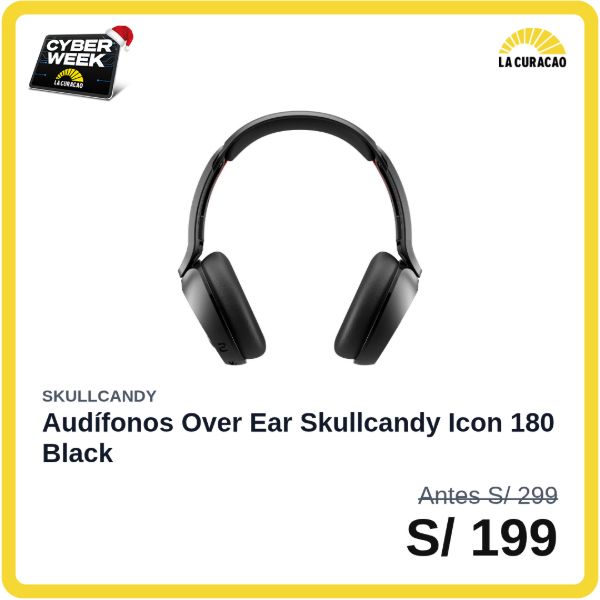 CYBER
WEEK
LA CURACAO
LA CURACAO
SKULLCANDY
Audífonos Over Ear Skullcandy Icon 180
Black
Antes S/ 299
S/ 199